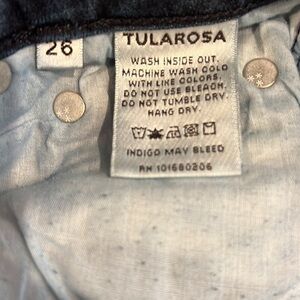 26
TULAROSA
WASH INSIDE OUT.
MACHINE WASH COLD
WITH LIKE COLORS.
DO NOT USE BLEACH.
DO NOT TUMBLE DRY.
HANG DRY.
INDIGO MAY BLEED
RN 101680206